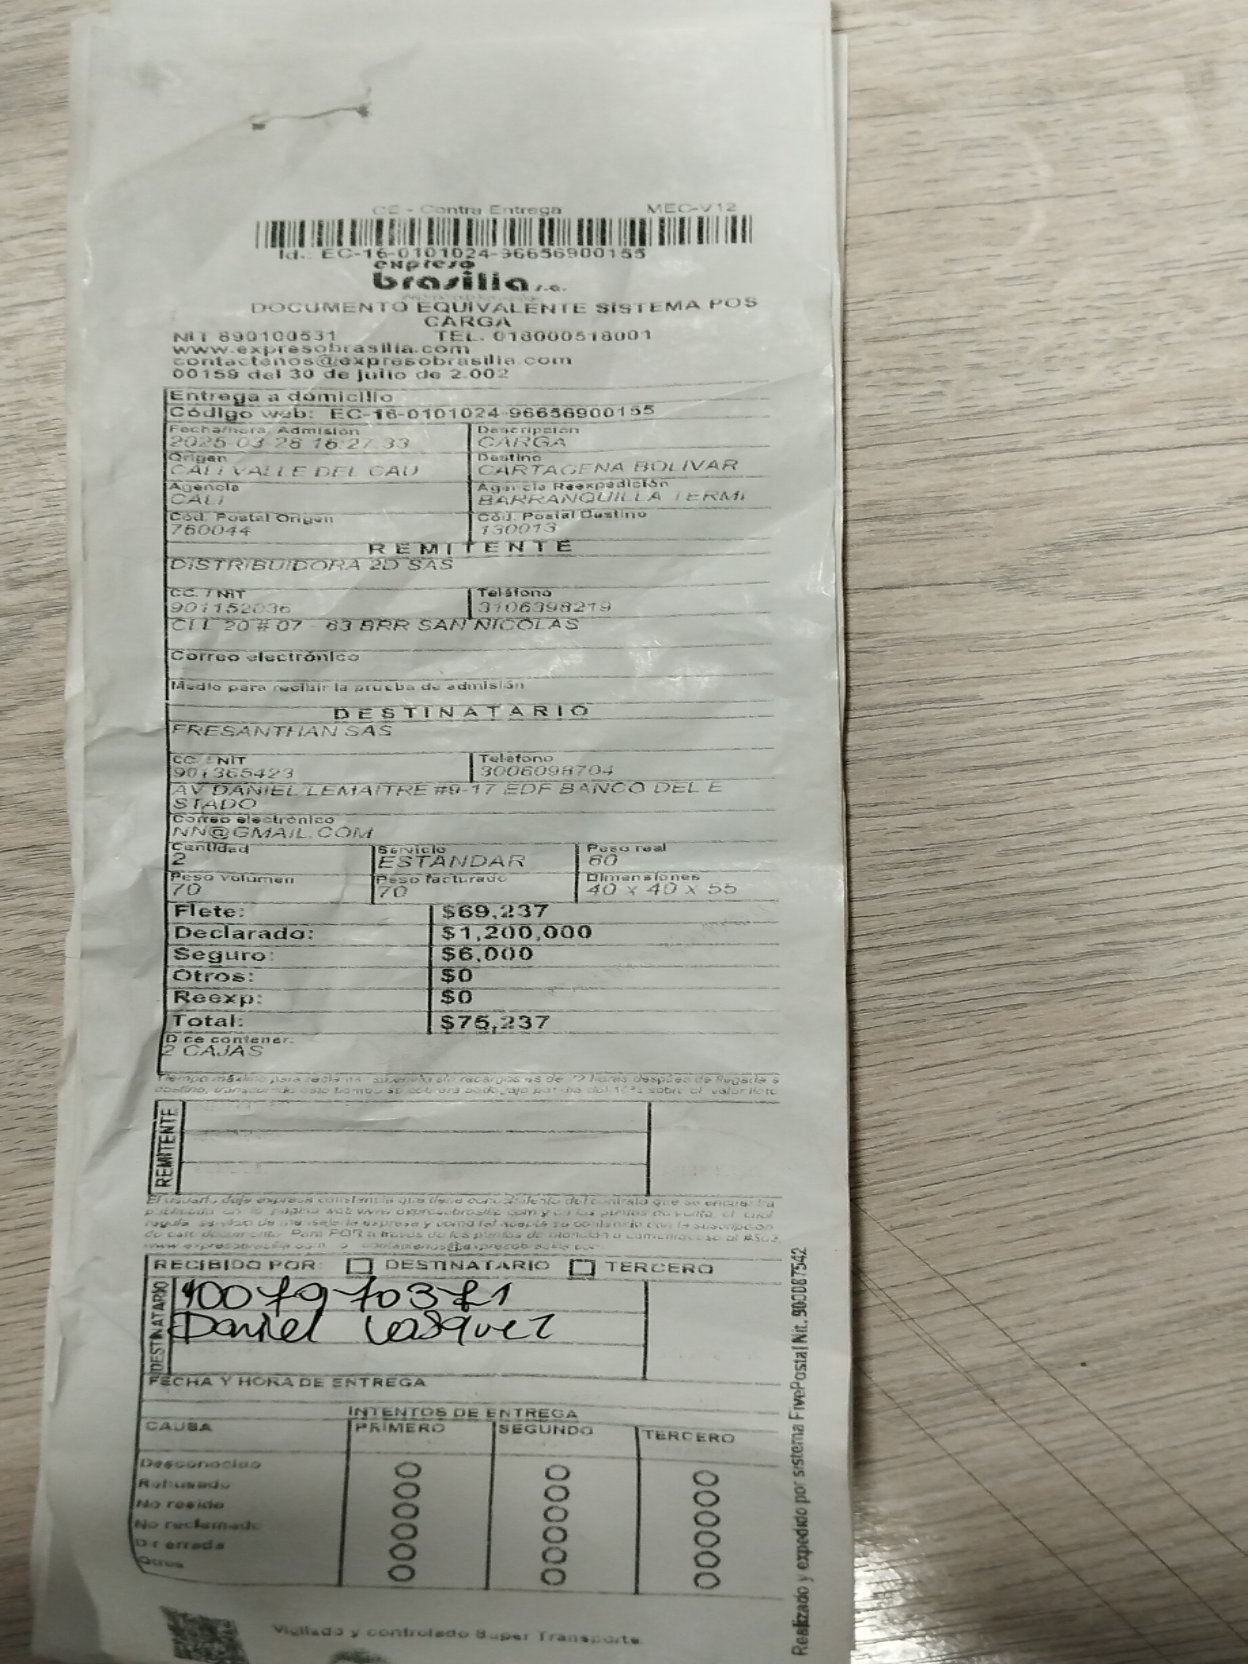 CE - Contra Entrega MEC-V12
Id.: EC-16-0101024-96656900155
expreso
brasilia s.a.
DOCUMENTO EQUIVALENTE SISTEMA POS
CARGA
NIT 890100531 TEL. 018000518001
www.expresobrasilia.com
contactenos@expresobrasilia.com
00159 del 30 de julio de 2.002
Entrega a domicilio
Código web: EC-16-0101024-96656900155
Fecha/hora Admisión Descripción
2025-03-28 16:27:33 CARGA
Origen Destino
CALI VALLE DEL CAU CARTAGENA BOLIVAR
Agencia Agencia Reexpedición
CALI BARRANQUILLA TERMI
Cód. Postal Origen Cód. Postal Destino
760044 130013
REMITENTE
DISTRIBUIDORA 2D SAS
CC / NIT Teléfono
901152036 3106398219
CLL 20 # 07 - 63 BRR SAN NICOLAS
Correo electrónico
Medio para recibir la prueba de admisión
DESTINATARIO
FRESANTHAN SAS
CC / NIT Teléfono
901365423 3006098704
AV DANIEL LEMAITRE #9-17 EDF BANCO DEL E
STADO
Correo electrónico
NN@GMAIL.COM
Cantidad Servicio Peso real
2 ESTANDAR 60
Peso volumen Peso facturado Dimensiones
70 70 40 x 40 x 55
Flete: $69,237
Declarado: $1,200,000
Seguro: $6,000
Otros: $0
Reexp: $0
Total: $75,237
Dice contener:
2 CAJAS
REMITENTE
RECIBIDO POR: DESTINATARIO TERCERO
DESTINATARIO
1007970371
Daniel Vasquez
FECHA Y HORA DE ENTREGA
INTENTOS DE ENTREGA
CAUSA PRIMERO SEGUNDO TERCERO
Desconocido
Rehusado
No reside
No reclamado
Dir errada
Otros
Vigilado y controlado Super Transporte
Realizado y expedido por sistema FivePostal Nit. 900087542